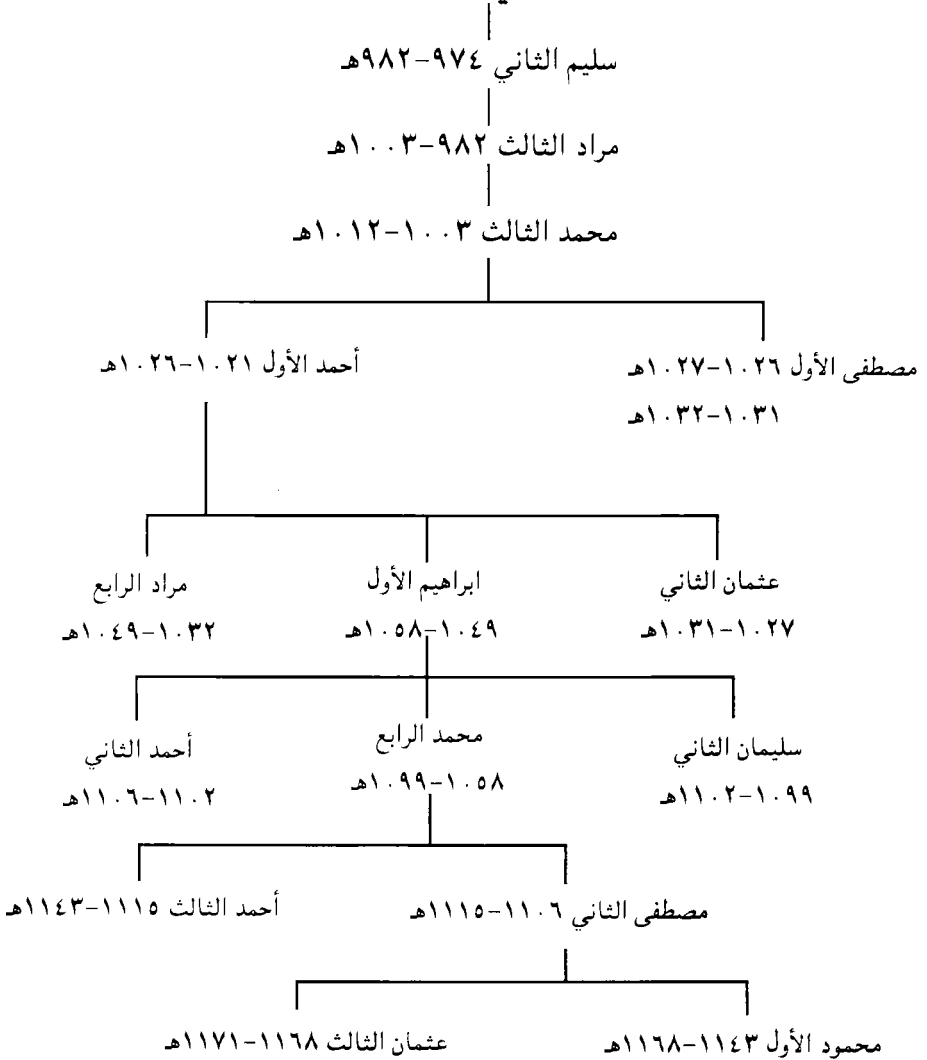 سليم الثاني ٩٧٤-٩٨٢هـ
مراد الثالث ٩٨٢-١٠٠٣هـ
محمد الثالث ١٠٠٣-١٠١٢هـ
مصطفى الأول ١٠٢٦-١٠٢٧هـ
١٠٣١-١٠٣٢هـ
أحمد الأول ١٠٢١-١٠٢٦هـ
عثمان الثاني
١٠٢٧-١٠٣١هـ
ابراهيم الأول
١٠٤٩-١٠٥٨هـ
مراد الرابع
١٠٣٢-١٠٤٩هـ
سليمان الثاني
١٠٩٩-١١٠٢هـ
محمد الرابع
١٠٥٨-١٠٩٩هـ
أحمد الثاني
١١٠٢-١١٠٦هـ
مصطفى الثاني ١١٠٦-١١١٥هـ
أحمد الثالث ١١١٥-١١٤٣هـ
محمود الأول ١١٤٣-١١٦٨هـ
عثمان الثالث ١١٦٨-١١٧١هـ